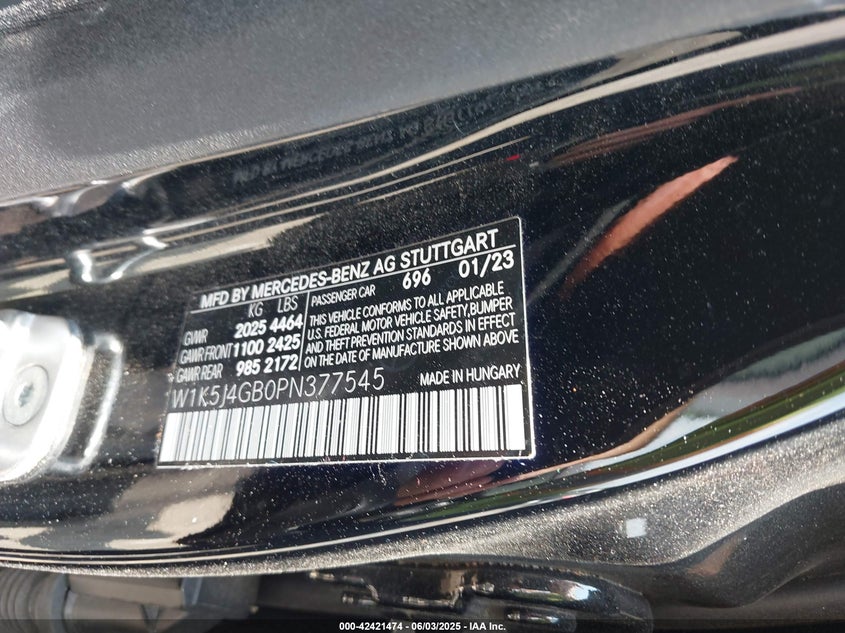 MFD BY MERCEDES-BENZ AG STUTTGART
KG LBS
GVWR 2025 4464
GAWR FRONT 1100 2425
GAWR REAR 985 2172
PASSENGER CAR 696 01/23
THIS VEHICLE CONFORMS TO ALL APPLICABLE
U.S. FEDERAL MOTOR VEHICLE SAFETY,BUMPER
AND THEFT PREVENTION STANDARDS IN EFFECT
ON THE DATE OF MANUFACTURE SHOWN ABOVE
W1K5J4GB0PN377545
MADE IN HUNGARY
000-42421474 | 06/03/2025 - IAA Inc.